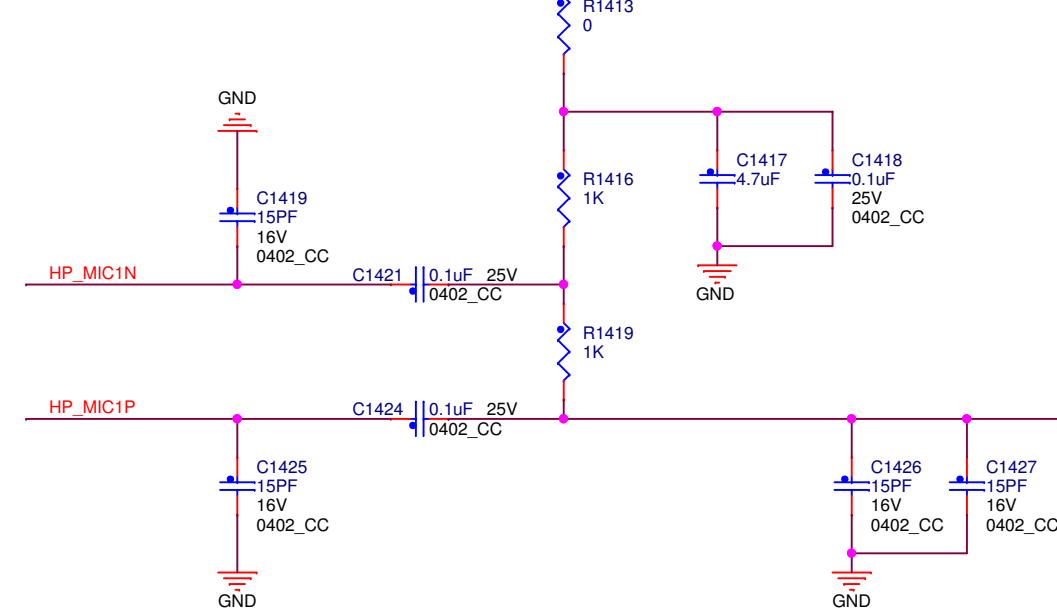 R1413
0
GND
C1417
4.7uF
C1418
0.1uF
25V
0402_CC
R1416
1K
C1419
15PF
16V
0402_CC
HP_MIC1N
C1421
0.1uF 25V
0402_CC
GND
R1419
1K
HP_MIC1P
C1424
0.1uF 25V
0402_CC
C1425
15PF
16V
0402_CC
C1426
15PF
16V
0402_CC
C1427
15PF
16V
0402_CC
GND
GND